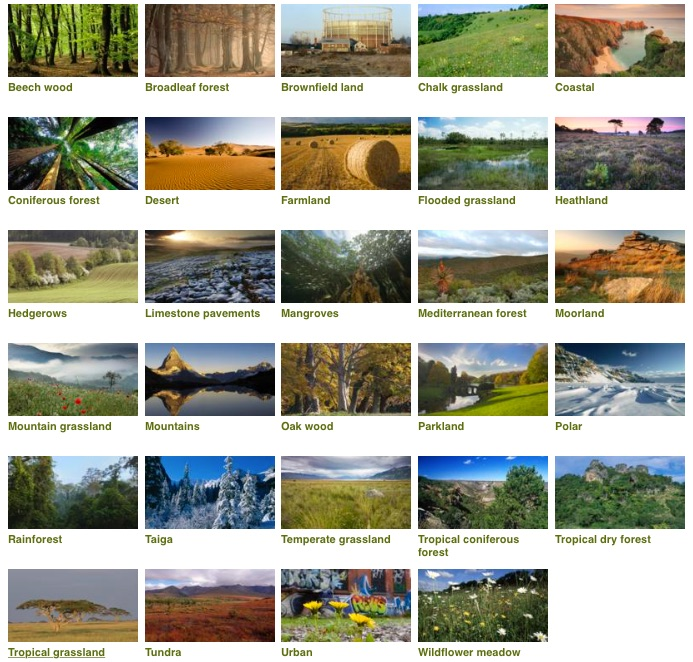 Beech wood
Broadleaf forest
Brownfield land
Chalk grassland
Coastal
Coniferous forest
Desert
Farmland
Flooded grassland
Heathland
Hedgerows
Limestone pavements
Mangroves
Mediterranean forest
Moorland
Mountain grassland
Mountains
Oak wood
Parkland
Polar
Rainforest
Taiga
Temperate grassland
Tropical coniferous
forest
Tropical dry forest
Tropical grassland
Tundra
Urban
Wildflower meadow